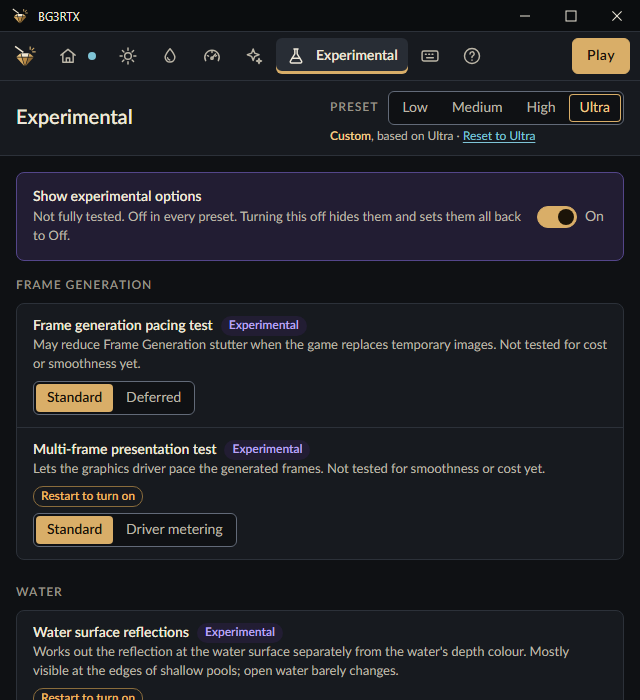 BG3RTX
Experimental
Play
Experimental
PRESET
Low Medium High Ultra
Custom, based on Ultra · Reset to Ultra
Show experimental options
Not fully tested. Off in every preset. Turning this off hides them and sets them all back
to Off.
On
FRAME GENERATION
Frame generation pacing test Experimental
May reduce Frame Generation stutter when the game replaces temporary images. Not tested for cost
or smoothness yet.
Standard Deferred
Multi-frame presentation test Experimental
Lets the graphics driver pace the generated frames. Not tested for smoothness or cost yet.
Restart to turn on
Standard Driver metering
WATER
Water surface reflections Experimental
Works out the reflection at the water surface separately from the water's depth colour. Mostly
visible at the edges of shallow pools; open water barely changes.
Restart to turn on